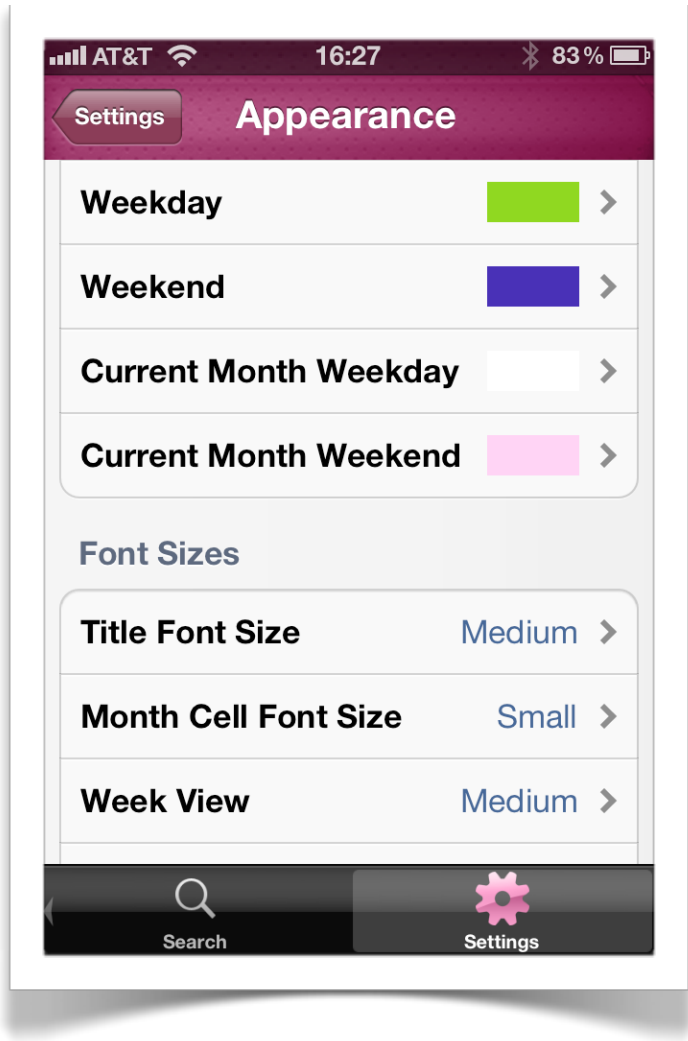 AT&T 16:27 83%
Settings Appearance
Weekday
Weekend
Current Month Weekday
Current Month Weekend
Font Sizes
Title Font Size Medium
Month Cell Font Size Small
Week View Medium
Search Settings